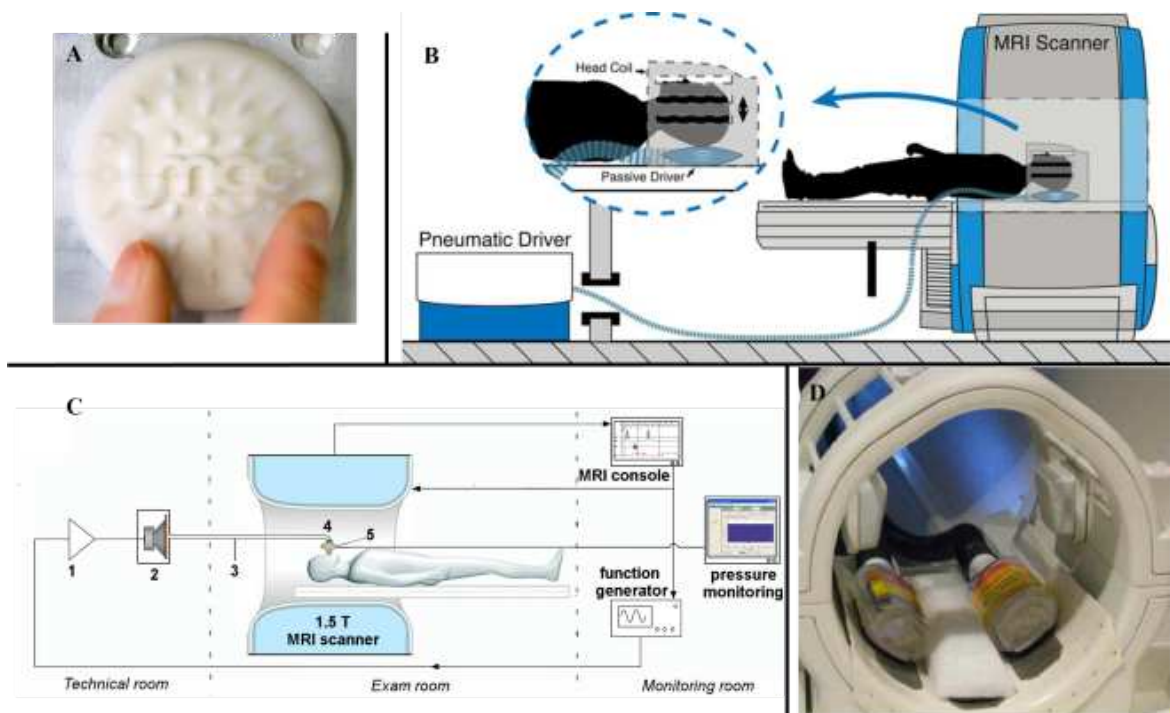 A
umec
B
Head Coil
Passive Driver
MRI Scanner
Pneumatic Driver
C
1
2
3
4
5
1.5 T
MRI scanner
MRI console
function
generator
pressure
monitoring
Technical room
Exam room
Monitoring room
D